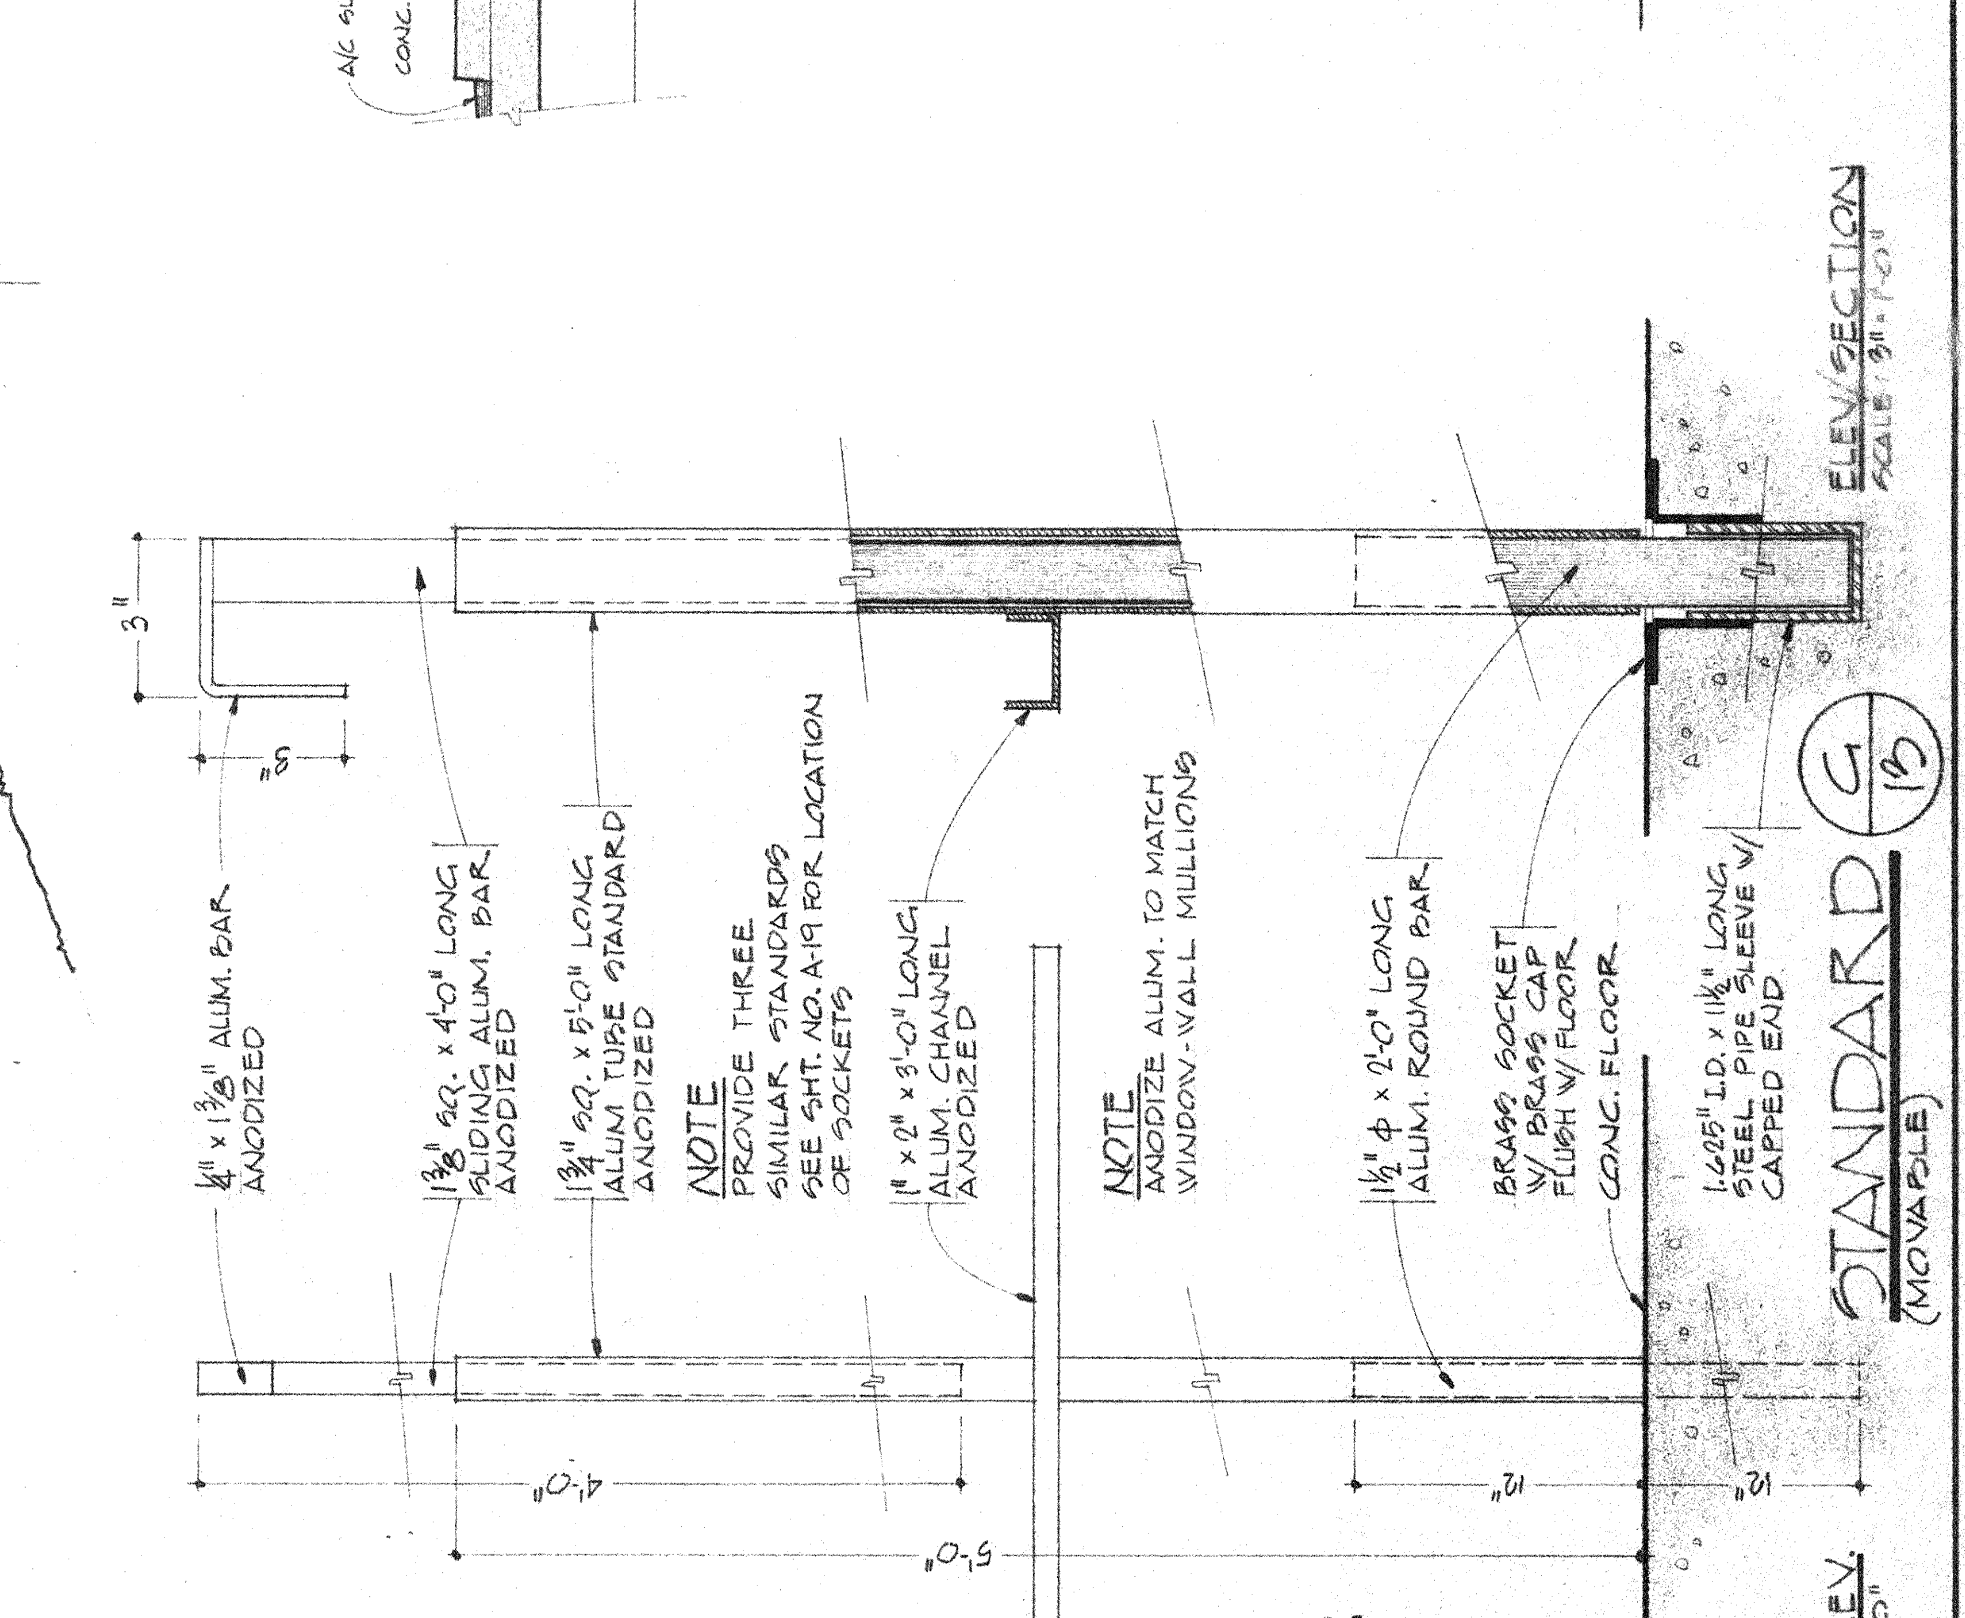 A/C
CONC.
3"
3"
1/4" x 1 3/8" ALUM. BAR
ANODIZED
1 3/8" SQ. x 4'-0" LONG
SLIDING ALUM. BAR
ANODIZED
1 3/4" SQ. x 5'-0" LONG
ALUM TUBE STANDARD
ANODIZED
NOTE
PROVIDE THREE
SIMILAR STANDARDS
SEE SHT. NO. A-19 FOR LOCATION
OF SOCKETS
1" x 2" x 3'-0" LONG
ALUM. CHANNEL
ANODIZED
NOTE
ANODIZE ALUM. TO MATCH
WINDOW-WALL MULLIONS
1 1/2" Φ x 2'-0" LONG
ALUM. ROUND BAR
BRASS SOCKET
W/ BRASS CAP
FLUSH W/ FLOOR
CONC. FLOOR
1.625" I.D. x 11 1/2" LONG
STEEL PIPE SLEEVE W/
CAPPED END
4'-0"
12"
12"
5'-0"
ELEV/SECTION
SCALE: 3" = 1'-0"
STANDARD
(MOVABLE)
G
13
EV.